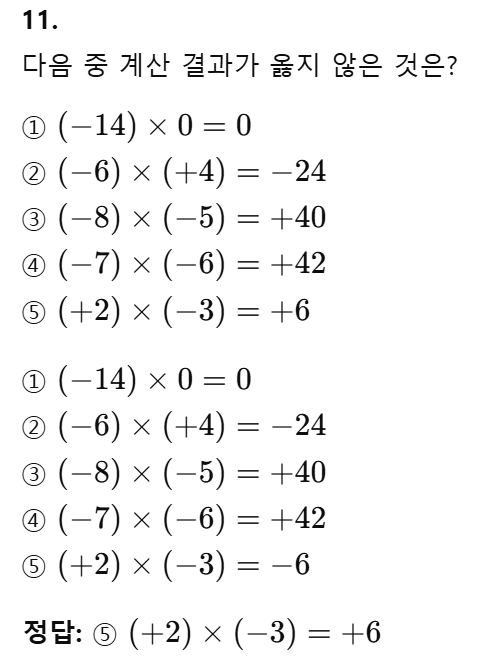 11.
다음 중 계산 결과가 옳지 않은 것은?
① (−14) × 0 = 0
② (−6) × (+4) = −24
③ (−8) × (−5) = +40
④ (−7) × (−6) = +42
⑤ (+2) × (−3) = +6
① (−14) × 0 = 0
② (−6) × (+4) = −24
③ (−8) × (−5) = +40
④ (−7) × (−6) = +42
⑤ (+2) × (−3) = −6
정답: ⑤ (+2) × (−3) = +6